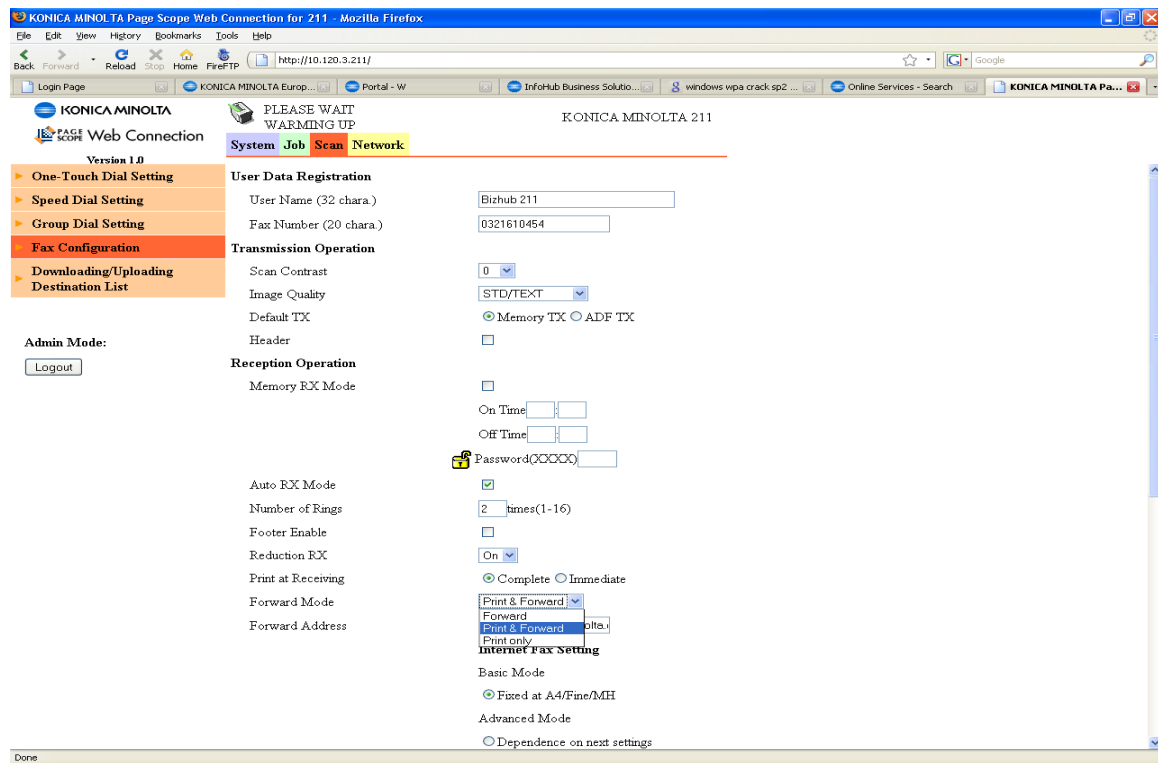 KONICA MINOLTA Page Scope Web Connection for 211 - Mozilla Firefox
File Edit View History Bookmarks Tools Help
Back Forward Reload Stop Home FireFTP http://10.120.3.211/ Google
Login Page KONICA MINOLTA Europ... Portal - W InfoHub Business Solutio... windows wpa crack sp2 ... Online Services - Search KONICA MINOLTA Pa...
KONICA MINOLTA
PAGE SCOPE Web Connection
Version 1.0
PLEASE WAIT
WARMING UP
KONICA MINOLTA 211
System Job Scan Network
One-Touch Dial Setting
Speed Dial Setting
Group Dial Setting
Fax Configuration
Downloading/Uploading
Destination List
Admin Mode:
Logout
User Data Registration
User Name (32 chara.) Bizhub 211
Fax Number (20 chara.) 0321610454
Transmission Operation
Scan Contrast 0
Image Quality STD/TEXT
Default TX Memory TX ADF TX
Header
Reception Operation
Memory RX Mode
On Time :
Off Time :
Password(XXXX)
Auto RX Mode
Number of Rings 2 times(1-16)
Footer Enable
Reduction RX On
Print at Receiving Complete Immediate
Forward Mode Print & Forward
Forward
Forward Address Print & Forward olta.
Print only
Internet Fax Setting
Basic Mode
Fixed at A4/Fine/MH
Advanced Mode
Dependence on next settings
Done